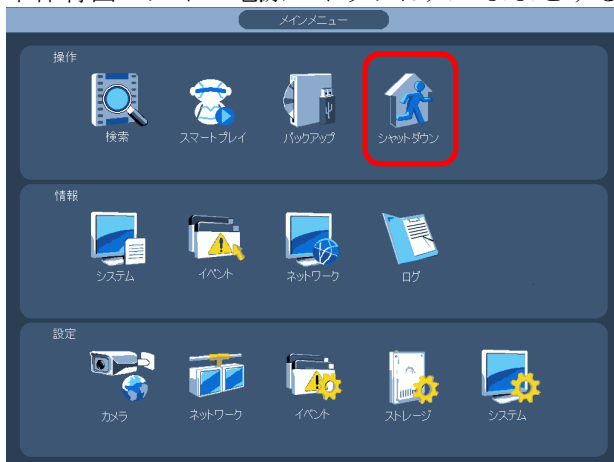 メインメニュー
操作
検索 スマートプレイ バックアップ シャットダウン
情報
システム イベント ネットワーク ログ
設定
カメラ ネットワーク イベント ストレージ システム